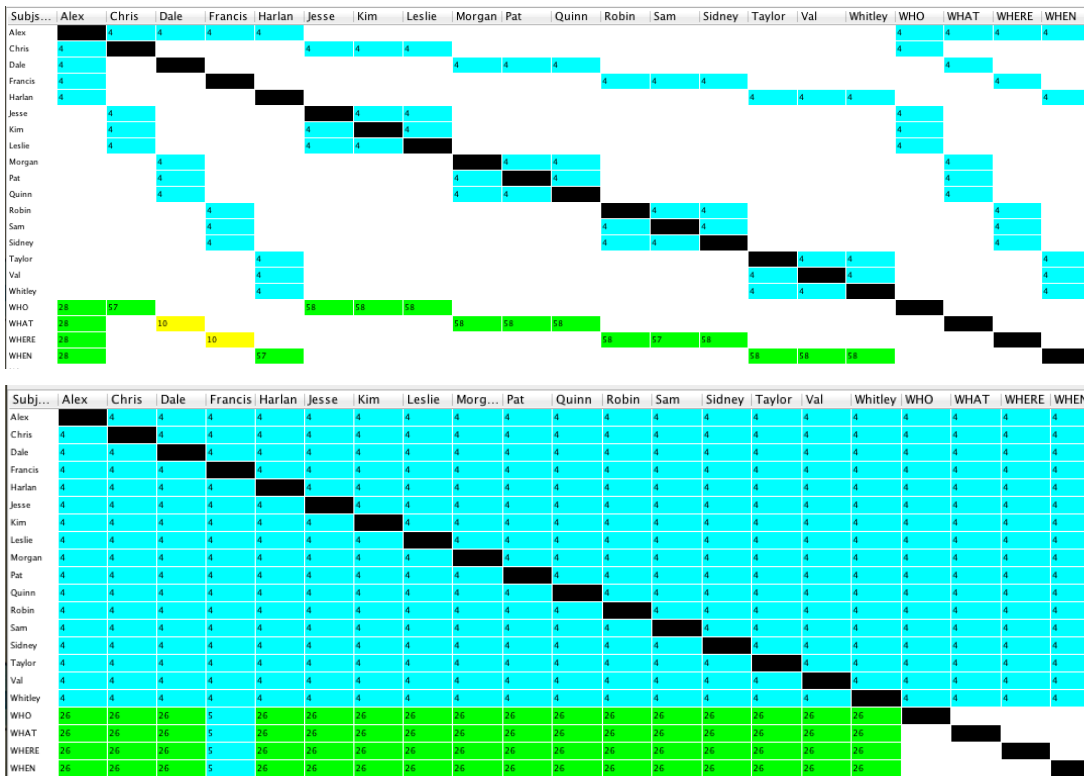 Subjs... Alex Chris Dale Francis Harlan Jesse Kim Leslie Morgan Pat Quinn Robin Sam Sidney Taylor Val Whitley WHO WHAT WHERE WHEN
Alex 4 4 4 4 4 4 4 4
Chris 4 4 4 4 4
Dale 4 4 4 4 4
Francis 4 4 4 4 4
Harlan 4 4 4 4 4
Jesse 4 4 4 4
Kim 4 4 4 4
Leslie 4 4 4 4
Morgan 4 4 4 4
Pat 4 4 4 4
Quinn 4 4 4 4
Robin 4 4 4 4
Sam 4 4 4 4
Sidney 4 4 4 4
Taylor 4 4 4 4
Val 4 4 4 4
Whitley 4 4 4 4
WHO 28 57 58 58 58
WHAT 28 10 58 58 58
WHERE 28 10 58 57 58
WHEN 28 57 58 58 58
Subj... Alex Chris Dale Francis Harlan Jesse Kim Leslie Morg... Pat Quinn Robin Sam Sidney Taylor Val Whitley WHO WHAT WHERE WHEN
Alex 4 4 4 4 4 4 4 4 4 4 4 4 4 4 4 4 4 4 4 4
Chris 4 4 4 4 4 4 4 4 4 4 4 4 4 4 4 4 4 4 4 4
Dale 4 4 4 4 4 4 4 4 4 4 4 4 4 4 4 4 4 4 4 4
Francis 4 4 4 4 4 4 4 4 4 4 4 4 4 4 4 4 4 4 4 4
Harlan 4 4 4 4 4 4 4 4 4 4 4 4 4 4 4 4 4 4 4 4
Jesse 4 4 4 4 4 4 4 4 4 4 4 4 4 4 4 4 4 4 4 4
Kim 4 4 4 4 4 4 4 4 4 4 4 4 4 4 4 4 4 4 4 4
Leslie 4 4 4 4 4 4 4 4 4 4 4 4 4 4 4 4 4 4 4 4
Morgan 4 4 4 4 4 4 4 4 4 4 4 4 4 4 4 4 4 4 4 4
Pat 4 4 4 4 4 4 4 4 4 4 4 4 4 4 4 4 4 4 4 4
Quinn 4 4 4 4 4 4 4 4 4 4 4 4 4 4 4 4 4 4 4 4
Robin 4 4 4 4 4 4 4 4 4 4 4 4 4 4 4 4 4 4 4 4
Sam 4 4 4 4 4 4 4 4 4 4 4 4 4 4 4 4 4 4 4 4
Sidney 4 4 4 4 4 4 4 4 4 4 4 4 4 4 4 4 4 4 4 4
Taylor 4 4 4 4 4 4 4 4 4 4 4 4 4 4 4 4 4 4 4 4
Val 4 4 4 4 4 4 4 4 4 4 4 4 4 4 4 4 4 4 4 4
Whitley 4 4 4 4 4 4 4 4 4 4 4 4 4 4 4 4 4 4 4 4
WHO 26 26 26 5 26 26 26 26 26 26 26 26 26 26 26 26 26
WHAT 26 26 26 5 26 26 26 26 26 26 26 26 26 26 26 26 26
WHERE 26 26 26 5 26 26 26 26 26 26 26 26 26 26 26 26 26
WHEN 26 26 26 5 26 26 26 26 26 26 26 26 26 26 26 26 26